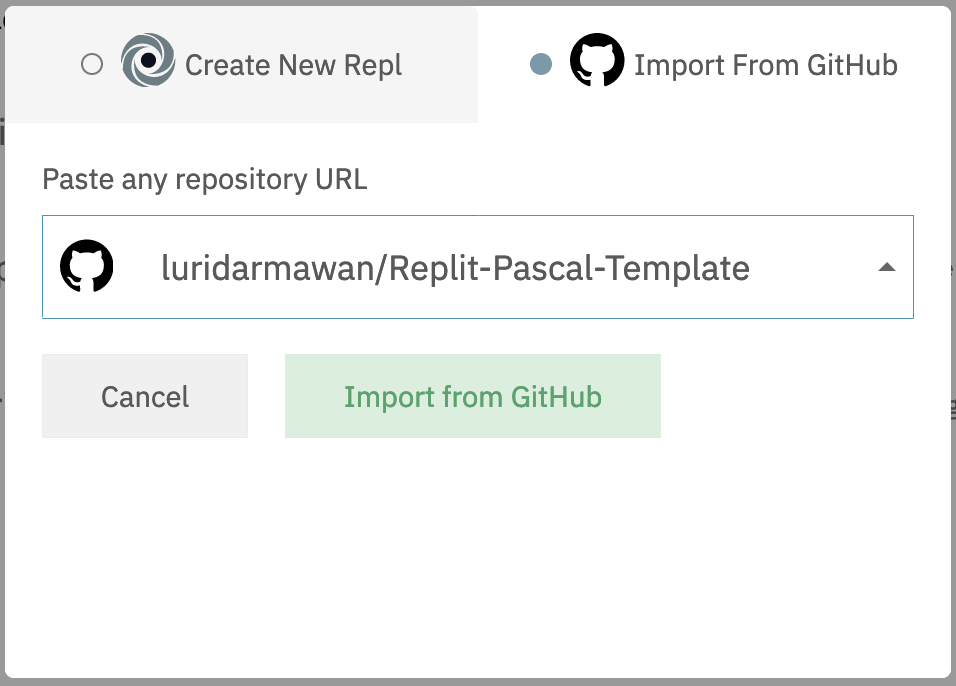 Create New Repl
Import From GitHub
Paste any repository URL
luridarmawan/Replit-Pascal-Template
Cancel
Import from GitHub